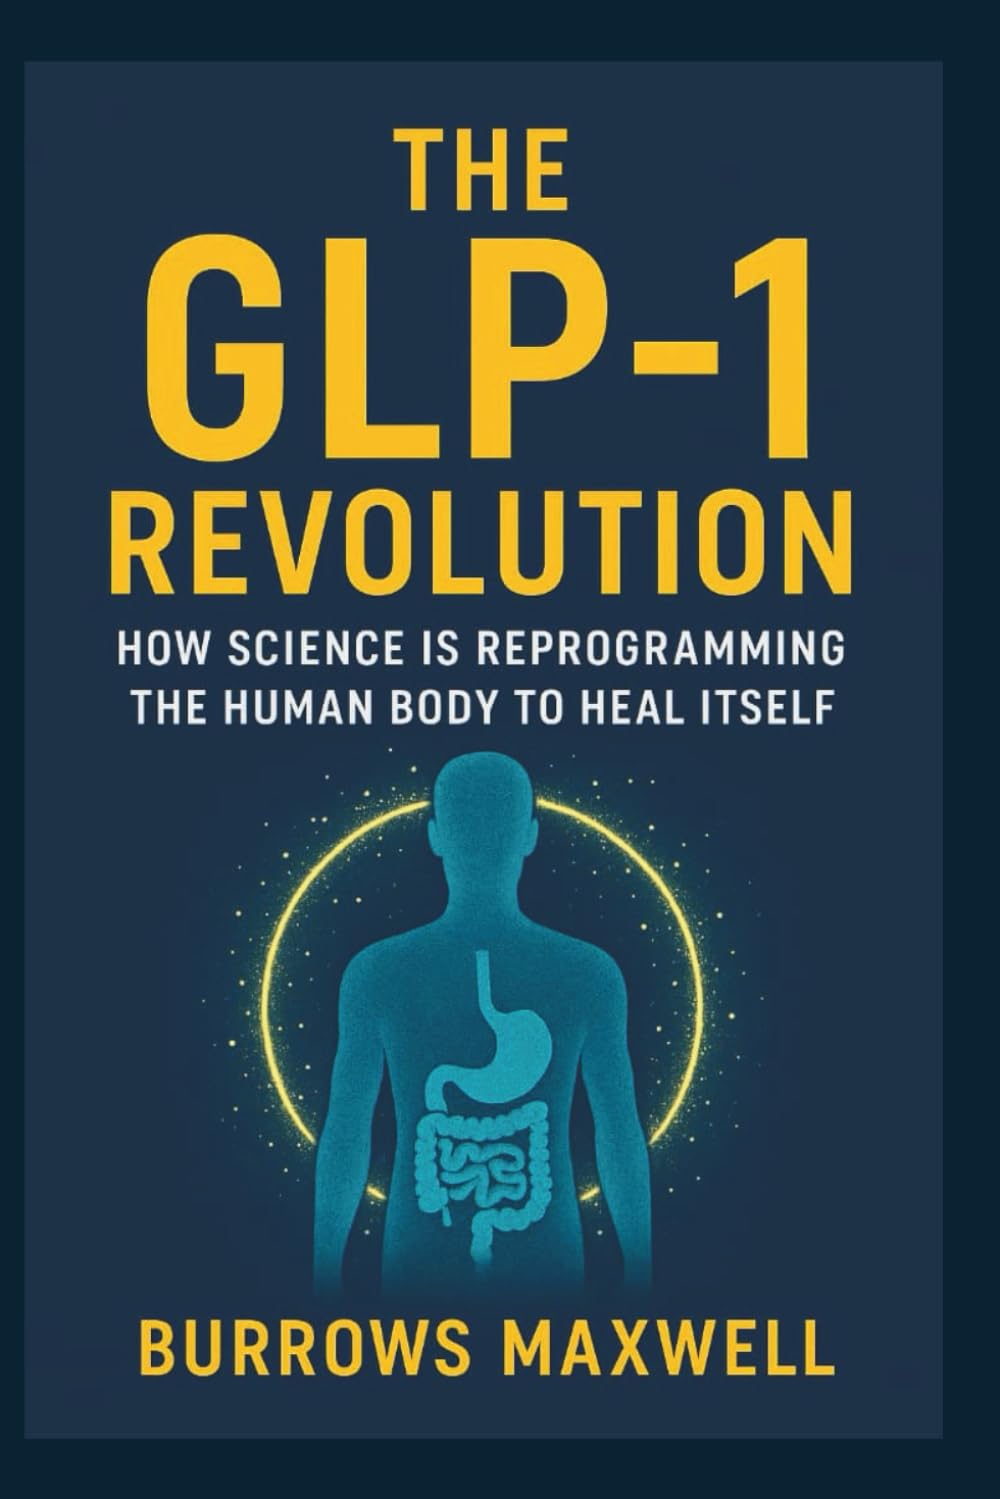 THE
GLP-1
REVOLUTION
HOW SCIENCE IS REPROGRAMMING
THE HUMAN BODY TO HEAL ITSELF
BURROWS MAXWELL